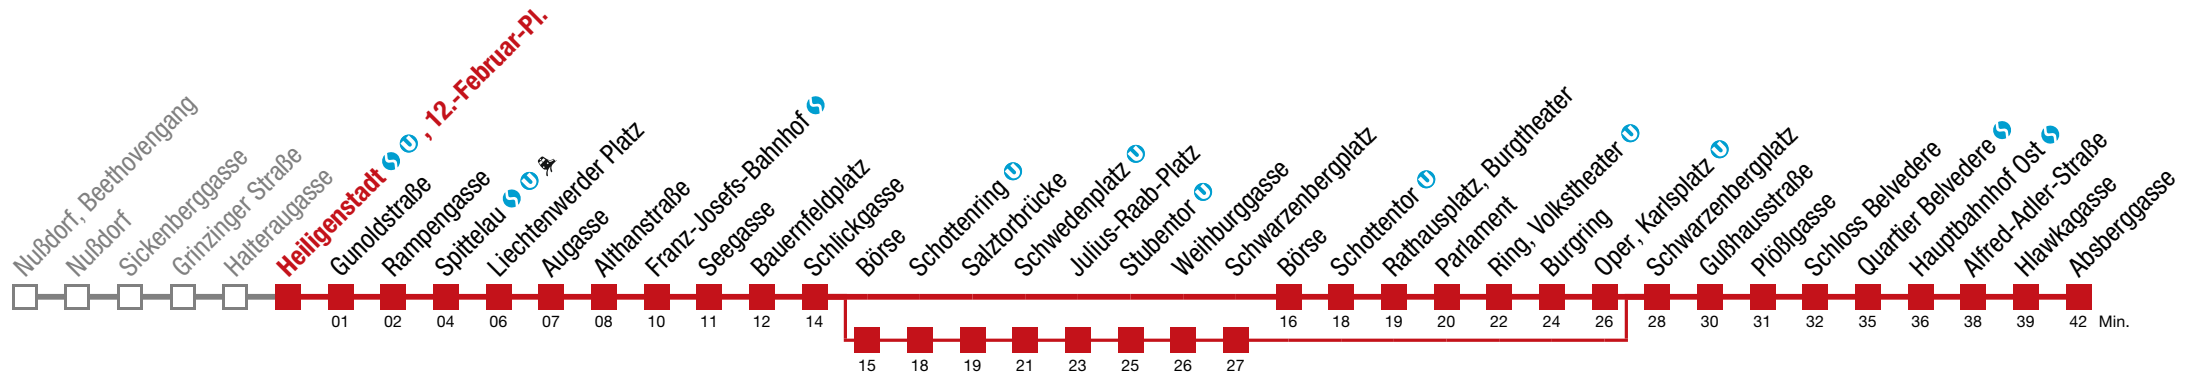 Nußdorf, Beethovengang
Nußdorf
Sickenberggasse
Grinzinger Straße
Halteraugasse
Heiligenstadt S U , 12.-Februar-Pl.
Gunoldstraße
Rampengasse
Spittelau S U
Liechtenwerder Platz
Augasse
Althanstraße
Franz-Josefs-Bahnhof S
Seegasse
Bauernfeldplatz
Schlickgasse
Börse
Schottenring U
Salztorbrücke
Schwedenplatz U
Julius-Raab-Platz
Stubentor U
Weihburggasse
Schwarzenbergplatz
Börse
Schottentor U
Rathausplatz, Burgtheater
Parlament
Ring, Volkstheater U
Burgring
Oper, Karlsplatz U
Schwarzenbergplatz
Gußhausstraße
Plößlgasse
Schloss Belvedere
Quartier Belvedere S
Hauptbahnhof Ost S
Alfred-Adler-Straße
Hlawkagasse
Absberggasse
01 02 04 06 07 08 10 11 12 14 16 18 19 20 22 24 26 28 30 31 32 35 36 38 39 42 Min.
15 18 19 21 23 25 26 27